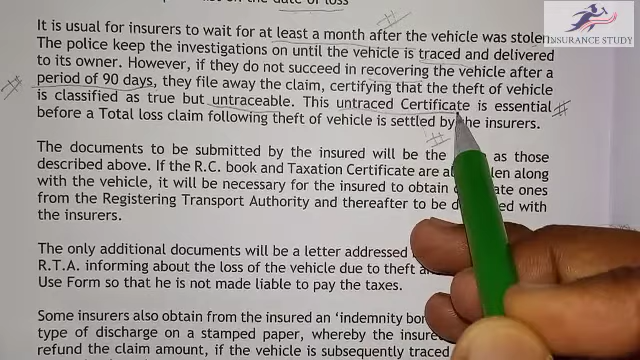 date of loss
INSURANCE STUDY
It is usual for insurers to wait for at least a month after the vehicle was stolen
The police keep the investigations on until the vehicle is traced and delivered
to its owner. However, if they do not succeed in recovering the vehicle after a
period of 90 days, they file away the claim, certifying that the theft of vehicle
is classified as true but untraceable. This untraced Certificate is essential
before a Total loss claim following theft of vehicle is settled by the insurers.
The documents to be submitted by the insured will be the as those
described above. If the R.C. book and Taxation Certificate are along
with the vehicle, it will be necessary for the insured to obtain ones
from the Registering Transport Authority and thereafter to be with
the insurers.
The only additional documents will be a letter addressed
R.T.A. informing about the loss of the vehicle due to theft
Use Form so that he is not made liable to pay the taxes.
Some insurers also obtain from the insured an 'indemnity
type of discharge on a stamped paper, whereby the
refund the claim amount, if the vehicle is subsequently traced